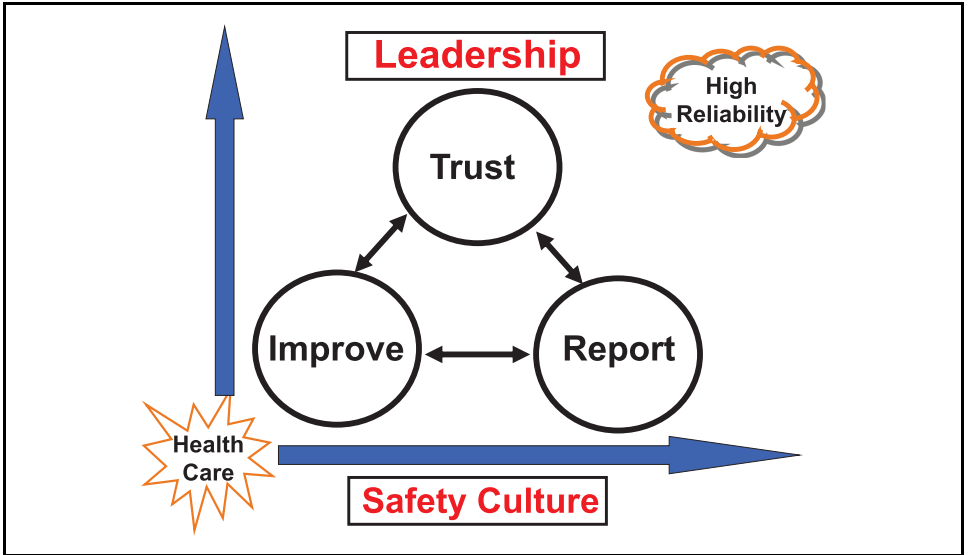 Leadership
High
Reliability
Trust
Improve
Report
Health
Care
Safety Culture